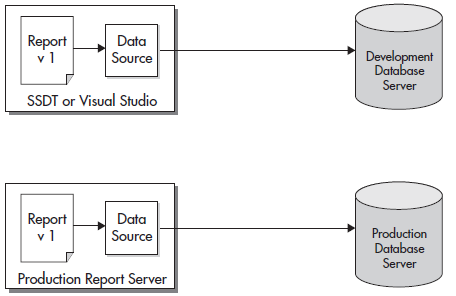 Report
v 1
Data
Source
SSDT or Visual Studio
Development
Database
Server
Report
v 1
Data
Source
Production Report Server
Production
Database
Server